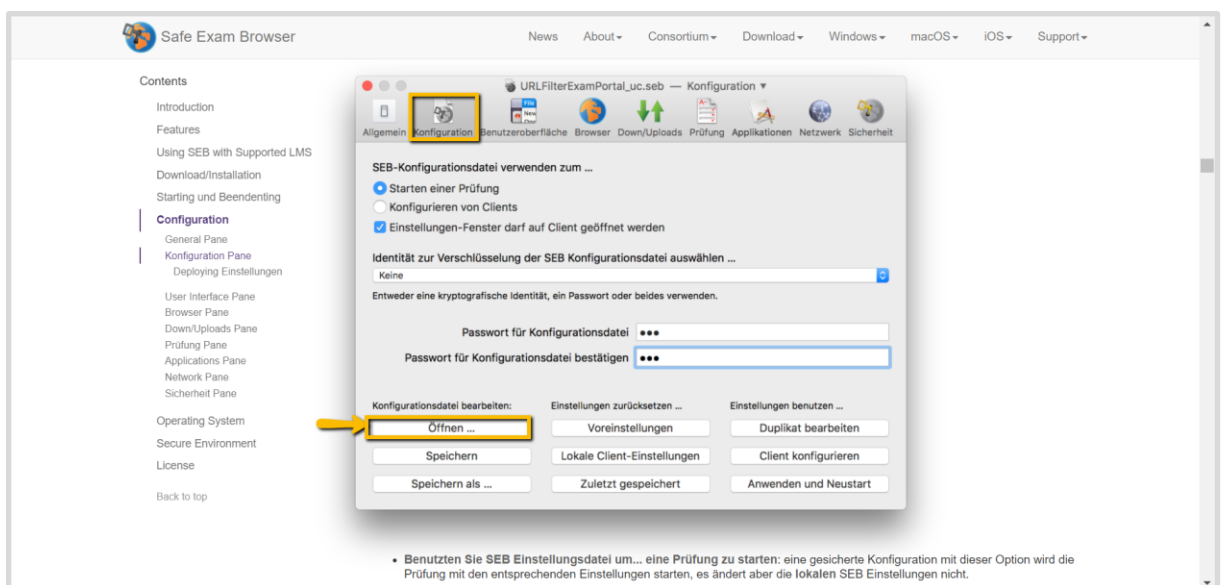 Safe Exam Browser
News About Consortium Download Windows macOS iOS Support
Contents
Introduction
Features
Using SEB with Supported LMS
Download/Installation
Starting und Beendenting
Configuration
General Pane
Konfiguration Pane
Deploying Einstellungen
User Interface Pane
Browser Pane
Down/Uploads Pane
Prüfung Pane
Applications Pane
Network Pane
Sicherheit Pane
Operating System
Secure Environment
License
Back to top
URLFilterExamPortal_uc.seb — Konfiguration
Allgemein Konfiguration Benutzeroberfläche Browser Down/Uploads Prüfung Applikationen Netzwerk Sicherheit
SEB-Konfigurationsdatei verwenden zum ...
Starten einer Prüfung
Konfigurieren von Clients
Einstellungen-Fenster darf auf Client geöffnet werden
Identität zur Verschlüsselung der SEB Konfigurationsdatei auswählen ...
Keine
Entweder eine kryptografische Identität, ein Passwort oder beides verwenden.
Passwort für Konfigurationsdatei •••
Passwort für Konfigurationsdatei bestätigen •••
Konfigurationsdatei bearbeiten: Einstellungen zurücksetzen ... Einstellungen benutzen ...
Öffnen ... Voreinstellungen Duplikat bearbeiten
Speichern Lokale Client-Einstellungen Client konfigurieren
Speichern als ... Zuletzt gespeichert Anwenden und Neustart
• Benutzten Sie SEB Einstellungsdatei um... eine Prüfung zu starten: eine gesicherte Konfiguration mit dieser Option wird die
Prüfung mit den entsprechenden Einstellungen starten, es ändert aber die lokalen SEB Einstellungen nicht.